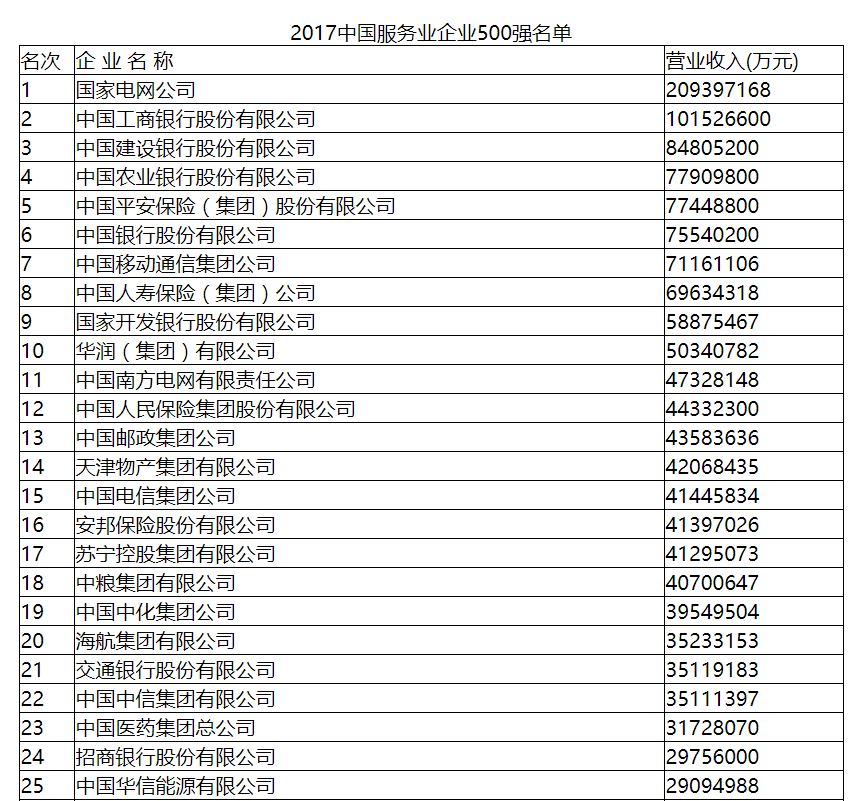 2017中国服务业企业500强名单
名次 企 业 名 称 营业收入(万元)
1 国家电网公司 209397168
2 中国工商银行股份有限公司 101526600
3 中国建设银行股份有限公司 84805200
4 中国农业银行股份有限公司 77909800
5 中国平安保险（集团）股份有限公司 77448800
6 中国银行股份有限公司 75540200
7 中国移动通信集团公司 71161106
8 中国人寿保险（集团）公司 69634318
9 国家开发银行股份有限公司 58875467
10 华润（集团）有限公司 50340782
11 中国南方电网有限责任公司 47328148
12 中国人民保险集团股份有限公司 44332300
13 中国邮政集团公司 43583636
14 天津物产集团有限公司 42068435
15 中国电信集团公司 41445834
16 安邦保险股份有限公司 41397026
17 苏宁控股集团有限公司 41295073
18 中粮集团有限公司 40700647
19 中国中化集团公司 39549504
20 海航集团有限公司 35233153
21 交通银行股份有限公司 35119183
22 中国中信集团有限公司 35111397
23 中国医药集团总公司 31728070
24 招商银行股份有限公司 29756000
25 中国华信能源有限公司 29094988